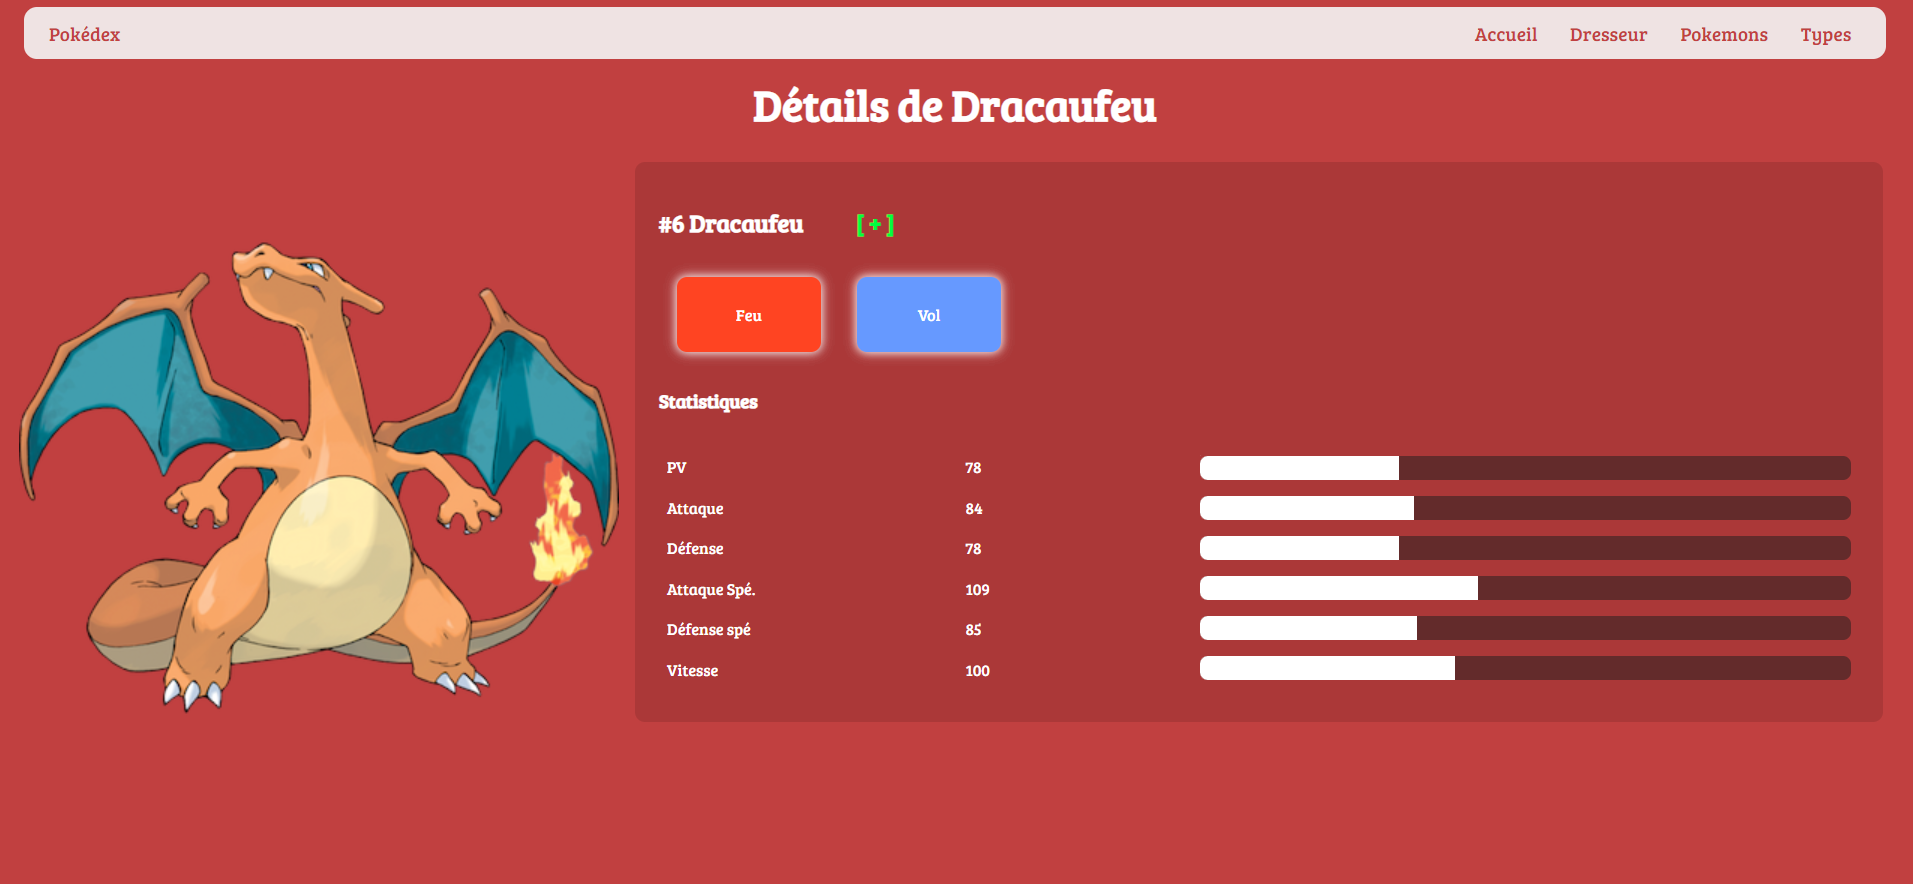 Pokédex Accueil Dresseur Pokemons Types
Détails de Dracaufeu
#6 Dracaufeu [ + ]
Feu Vol
Statistiques
PV 78
Attaque 84
Défense 78
Attaque Spé. 109
Défense spé 85
Vitesse 100